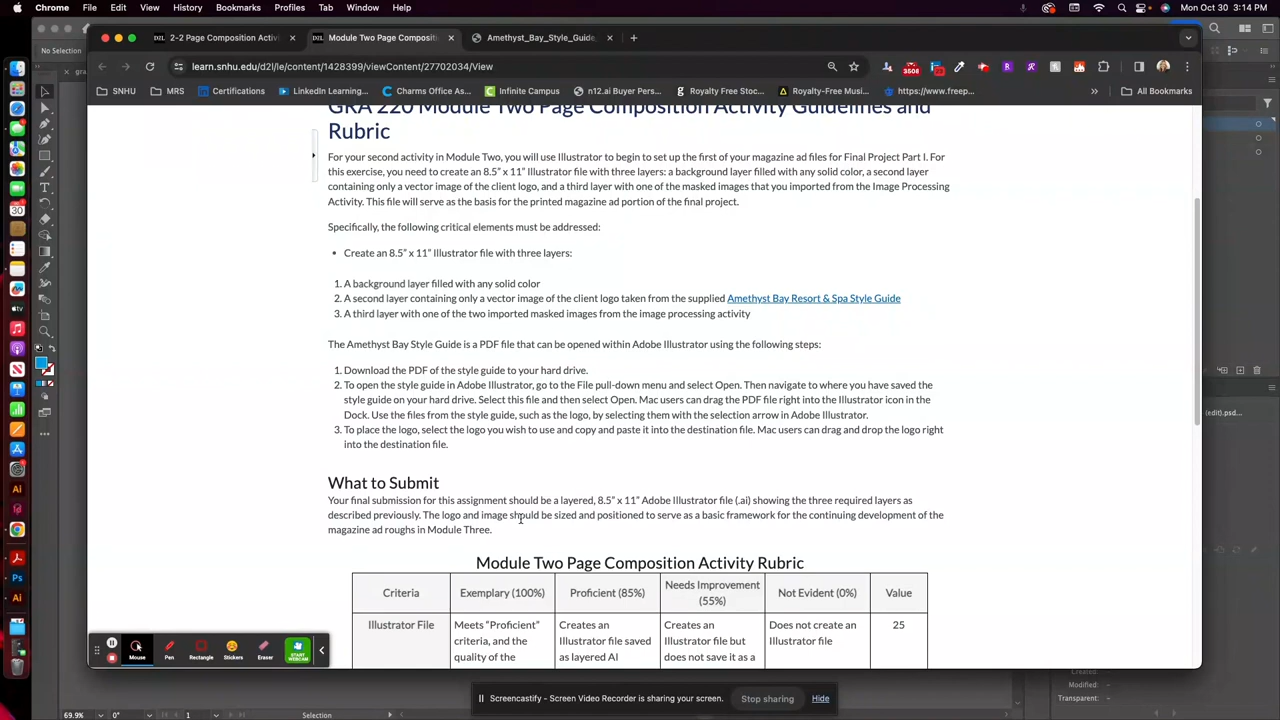 Chrome File Edit View History Bookmarks Profiles Tab Window Help Mon Oct 30 3:14 PM
No Selection
2-2 Page Composition Activi Module Two Page Compositi Amethyst_Bay_Style_Guide_
learn.snhu.edu/d2l/le/content/1428399/viewContent/27702034/View
SNHU MRS Certifications LinkedIn Learning... Charms Office As... Infinite Campus n12.ai Buyer Pers... Royalty Free Stoc... Royalty-Free Musi... https://www.freep... All Bookmarks
GRA 220 Module Two Page Composition Activity Guidelines and
Rubric
For your second activity in Module Two, you will use Illustrator to begin to set up the first of your magazine ad files for Final Project Part I. For
this exercise, you need to create an 8.5" x 11" Illustrator file with three layers: a background layer filled with any solid color, a second layer
containing only a vector image of the client logo, and a third layer with one of the masked images that you imported from the Image Processing
Activity. This file will serve as the basis for the printed magazine ad portion of the final project.
Specifically, the following critical elements must be addressed:
• Create an 8.5" x 11" Illustrator file with three layers:
1. A background layer filled with any solid color
2. A second layer containing only a vector image of the client logo taken from the supplied Amethyst Bay Resort & Spa Style Guide
3. A third layer with one of the two imported masked images from the image processing activity
The Amethyst Bay Style Guide is a PDF file that can be opened within Adobe Illustrator using the following steps:
1. Download the PDF of the style guide to your hard drive.
2. To open the style guide in Adobe Illustrator, go to the File pull-down menu and select Open. Then navigate to where you have saved the
style guide on your hard drive. Select this file and then select Open. Mac users can drag the PDF file right into the Illustrator icon in the
Dock. Use the files from the style guide, such as the logo, by selecting them with the selection arrow in Adobe Illustrator.
3. To place the logo, select the logo you wish to use and copy and paste it into the destination file. Mac users can drag and drop the logo right
into the destination file.
What to Submit
Your final submission for this assignment should be a layered, 8.5" x 11" Adobe Illustrator file (.ai) showing the three required layers as
described previously. The logo and image should be sized and positioned to serve as a basic framework for the continuing development of the
magazine ad roughs in Module Three.
Module Two Page Composition Activity Rubric
Criteria Exemplary (100%) Proficient (85%) Needs Improvement (55%) Not Evident (0%) Value
Illustrator File Meets "Proficient" Creates an Creates an Does not create an 25
criteria, and the Illustrator file saved Illustrator file but Illustrator file
quality of the as layered AI does not save it as a
(edit).psd...
Mouse Pen Rectangle Stickers Eraser START WEBCAM
Modified:
Transparent:
Screencastify - Screen Video Recorder is sharing your screen. Stop sharing Hide
69.9% 0° 1 Selection